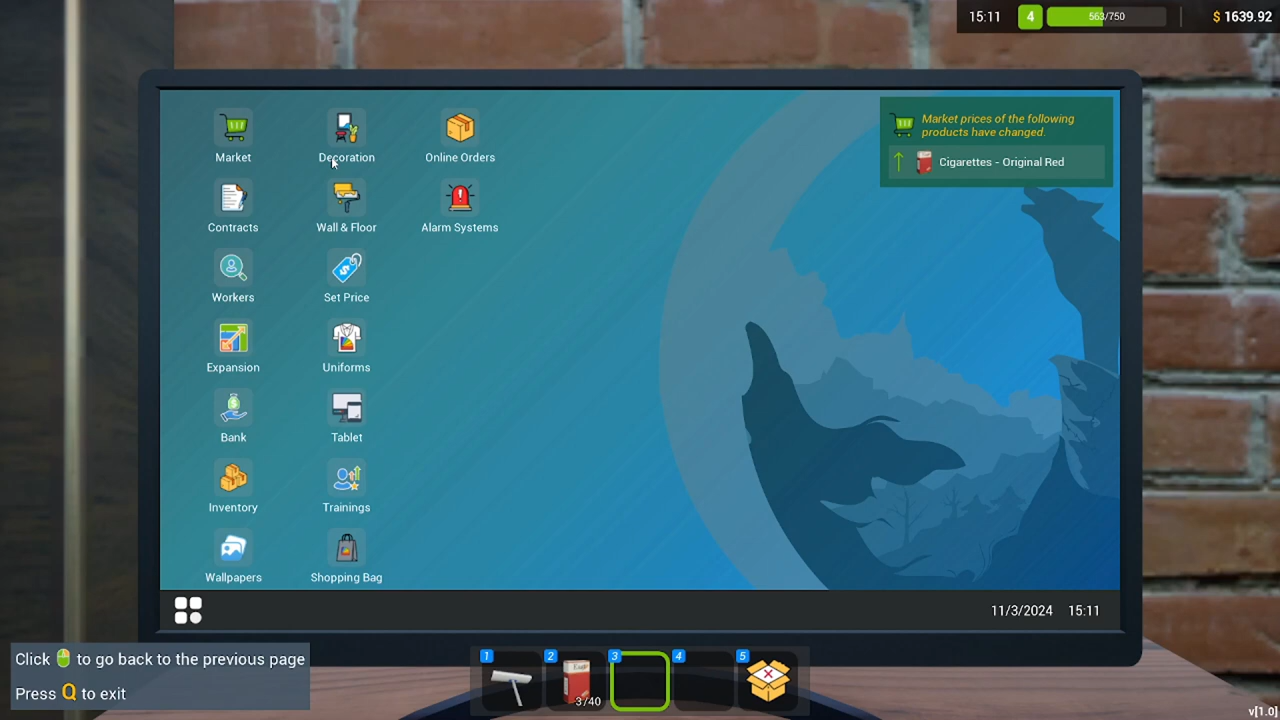 15:11
4
563/750
$ 1639.92
Market
Decoration
Online Orders
Contracts
Wall & Floor
Alarm Systems
Workers
Set Price
Expansion
Uniforms
Bank
Tablet
Inventory
Trainings
Wallpapers
Shopping Bag
Market prices of the following
products have changed.
Cigarettes - Original Red
11/3/2024 15:11
Click to go back to the previous page
Press Q to exit
1
2
3/40
3
4
5
v[1.0]